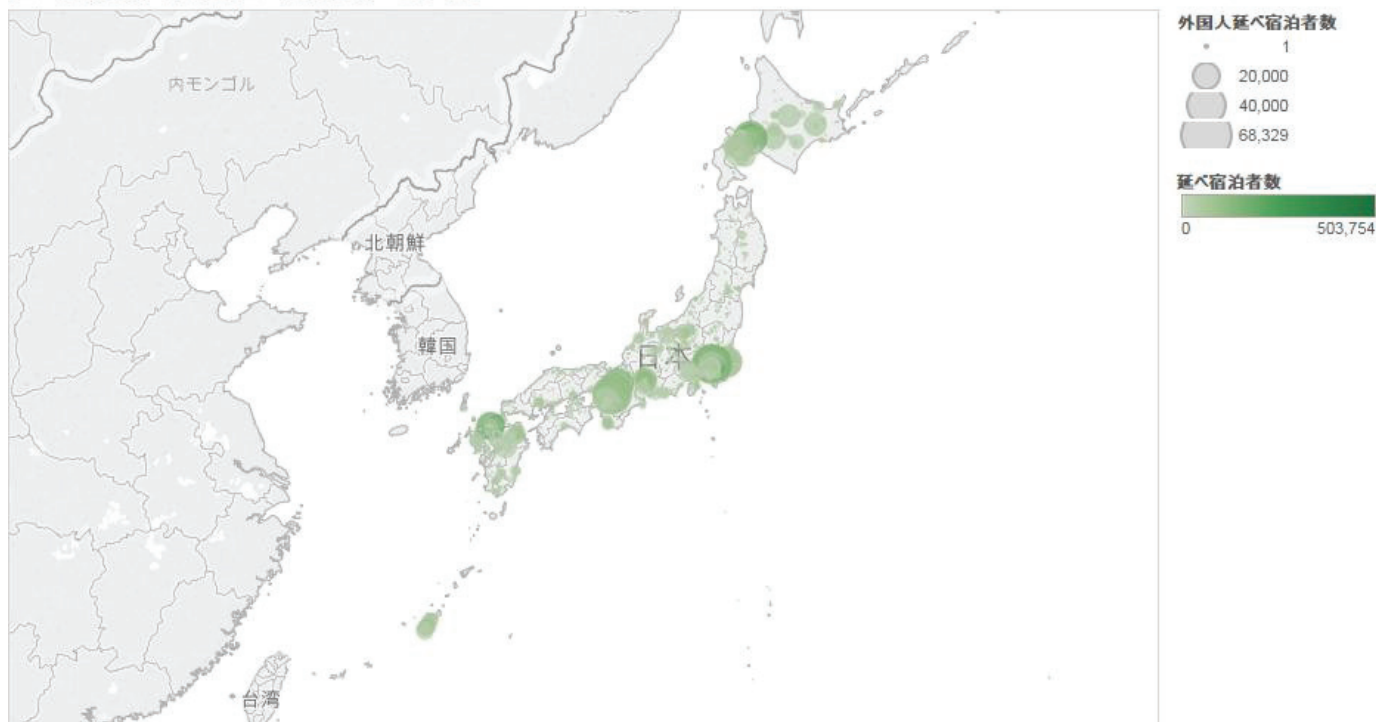 外国人延べ宿泊者数
1
20,000
40,000
68,329
延べ宿泊者数
0
503,754
内モンゴル
北朝鮮
韓国
日本
台湾